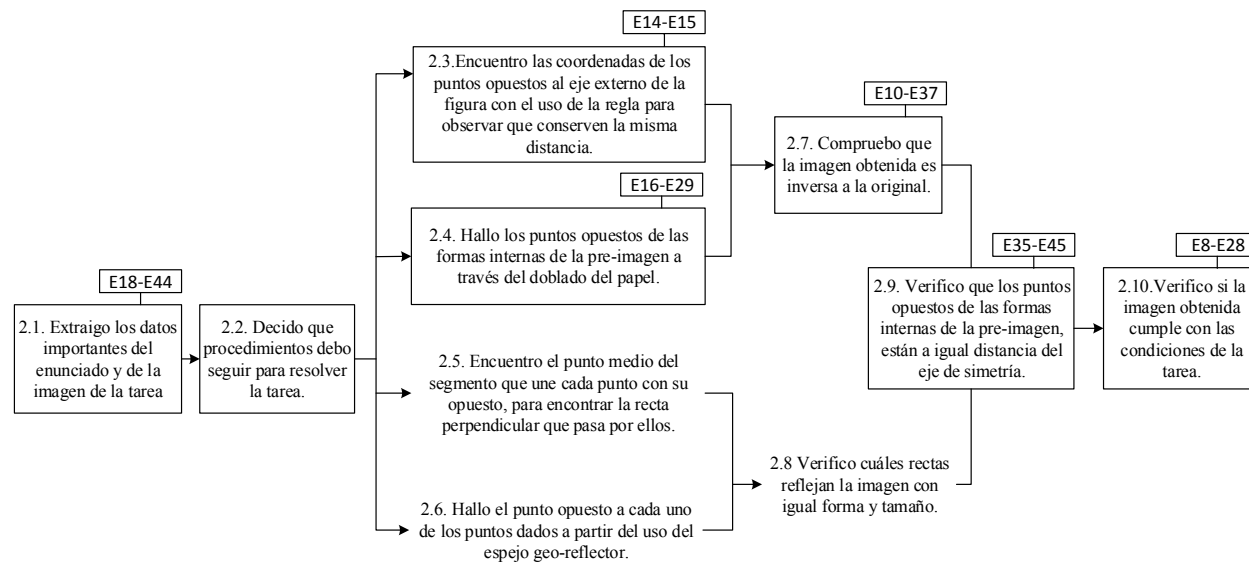 E14-E15
2.3.Encuentro las coordenadas de los
puntos opuestos al eje externo de la
figura con el uso de la regla para
observar que conserven la misma
distancia.
E16-E29
2.4. Hallo los puntos opuestos de las
formas internas de la pre-imagen a
través del doblado del papel.
E10-E37
2.7. Compruebo que
la imagen obtenida es
inversa a la original.
E18-E44
2.1. Extraigo los datos
importantes del
enunciado y de la
imagen de la tarea
2.2. Decido que
procedimientos debo
seguir para resolver
la tarea.
2.5. Encuentro el punto medio del
segmento que une cada punto con su
opuesto, para encontrar la recta
perpendicular que pasa por ellos.
2.6. Hallo el punto opuesto a cada uno
de los puntos dados a partir del uso del
espejo geo-reflector.
2.8 Verifico cuáles rectas
reflejan la imagen con
igual forma y tamaño.
E35-E45
2.9. Verifico que los puntos
opuestos de las formas
internas de la pre-imagen,
están a igual distancia del
eje de simetría.
E8-E28
2.10.Verifico si la
imagen obtenida
cumple con las
condiciones de la
tarea.